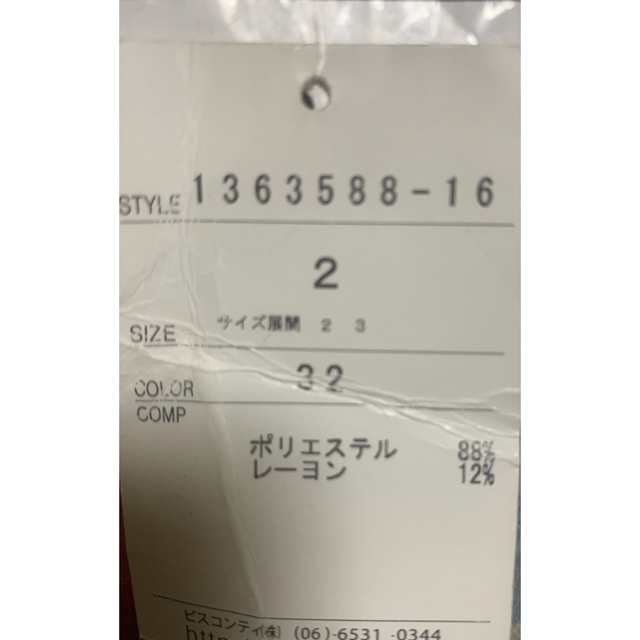 STYLE 1363588-16
2
サイズ展開 2 3
SIZE
COLOR 32
COMP
ポリエステル 88%
レーヨン 12%
ビスコンティ(株) (06)-6531 -0344